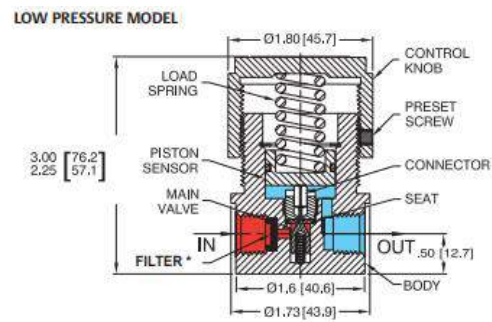 LOW PRESSURE MODEL
Ø1.80 [45.7]
CONTROL
KNOB
LOAD
SPRING
PRESET
SCREW
3.00 [76.2]
2.25 [57.1]
PISTON
SENSOR
CONNECTOR
MAIN
VALVE
SEAT
IN
OUT
.50 [12.7]
FILTER *
Ø1.6 [40.6]
BODY
Ø1.73 [43.9]